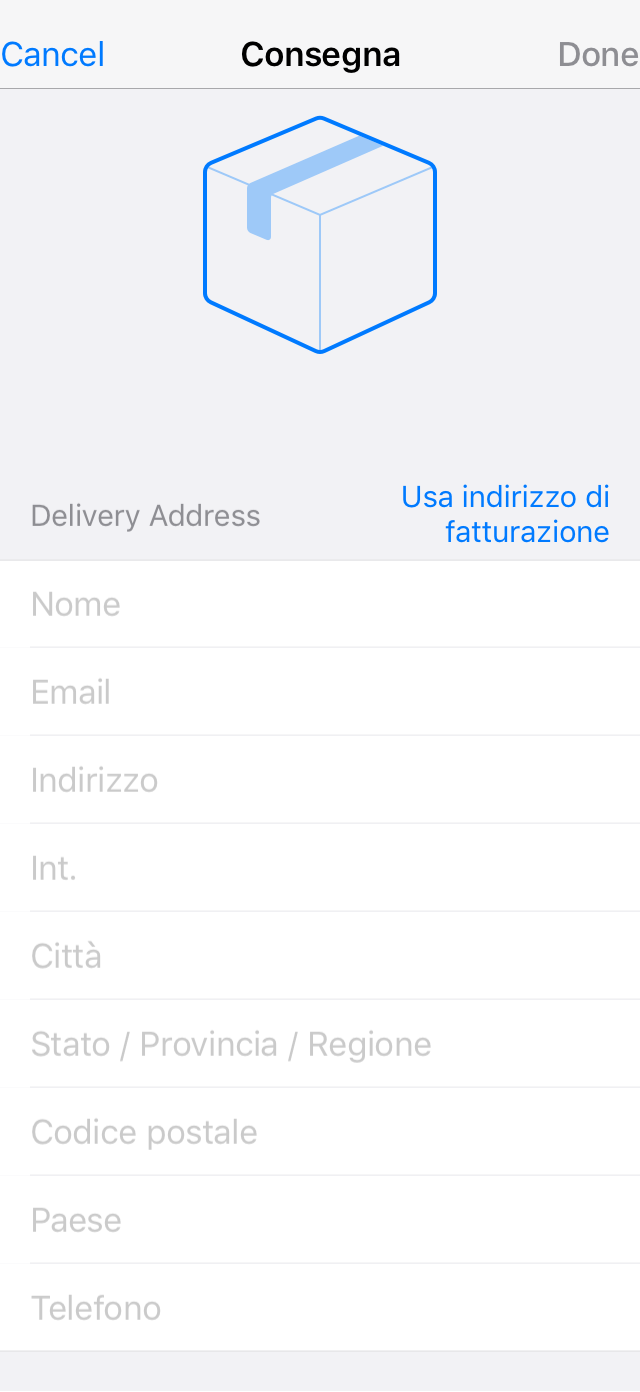 Cancel Consegna Done
Delivery Address
Usa indirizzo di
fatturazione
Nome
Email
Indirizzo
Int.
Città
Stato / Provincia / Regione
Codice postale
Paese
Telefono